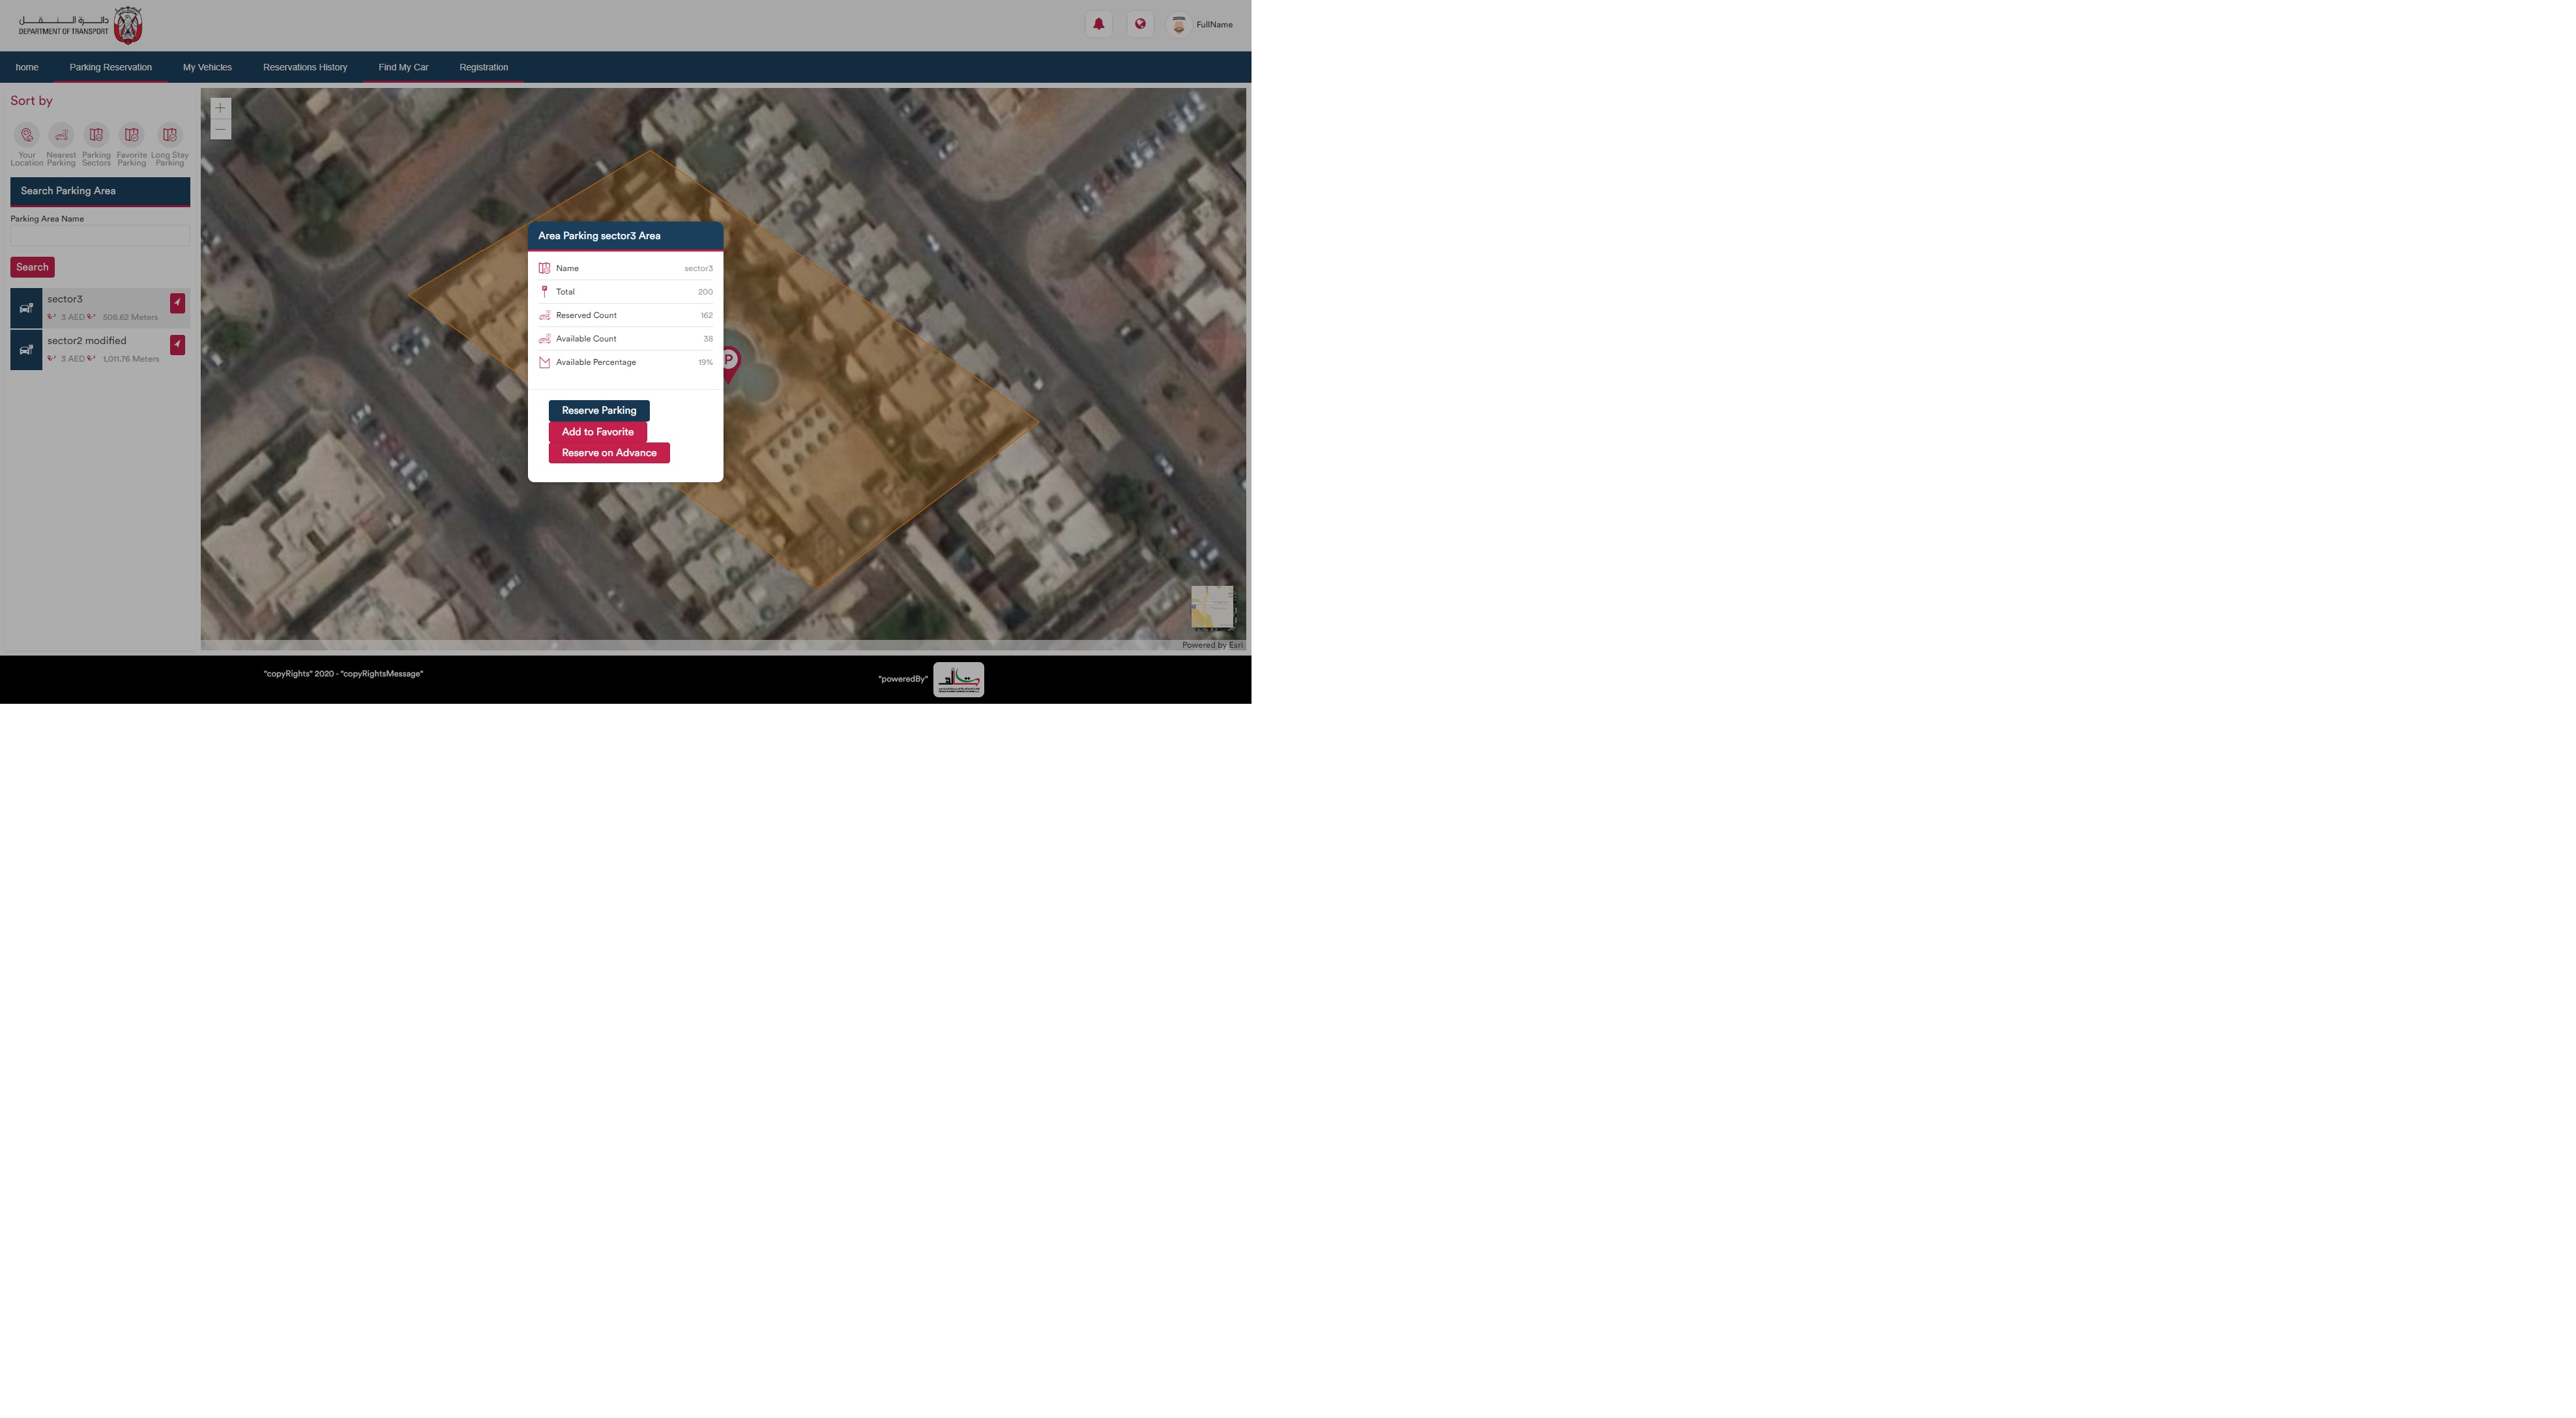 دائـــرة الـــنـــقـــل
DEPARTMENT OF TRANSPORT
FullName
home
Parking Reservation
My Vehicles
Reservations History
Find My Car
Registration
Sort by
Your Location
Nearest Parking
Parking Sectors
Favorite Parking
Long Stay Parking
Search Parking Area
Parking Area Name
Search
sector3
3 AED
508.62 Meters
sector2 modified
3 AED
1,011.76 Meters
Area Parking sector3 Area
Name
sector3
Total
200
Reserved Count
162
Available Count
38
Available Percentage
19%
Reserve Parking
Add to Favorite
Reserve on Advance
P
Powered by Esri
"copyRights" 2020 - "copyRightsMessage"
"poweredBy"